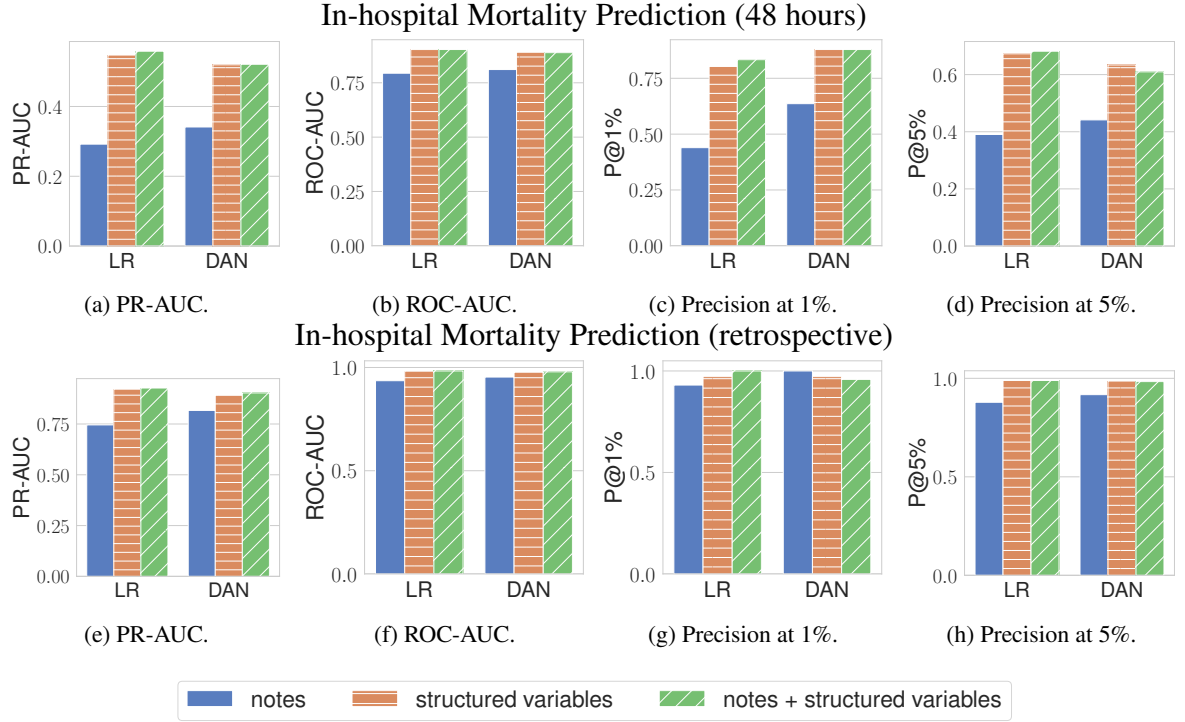 In-hospital Mortality Prediction (48 hours)
PR-AUC
0.4
0.2
0.0
LR DAN
(a) PR-AUC.
ROC-AUC
0.75
0.50
0.25
0.00
LR DAN
(b) ROC-AUC.
P@1%
0.75
0.50
0.25
0.00
LR DAN
(c) Precision at 1%.
P@5%
0.6
0.4
0.2
0.0
LR DAN
(d) Precision at 5%.
In-hospital Mortality Prediction (retrospective)
PR-AUC
0.75
0.50
0.25
0.00
LR DAN
(e) PR-AUC.
ROC-AUC
1.0
0.5
0.0
LR DAN
(f) ROC-AUC.
P@1%
1.0
0.5
0.0
LR DAN
(g) Precision at 1%.
P@5%
1.0
0.5
0.0
LR DAN
(h) Precision at 5%.
notes structured variables notes + structured variables